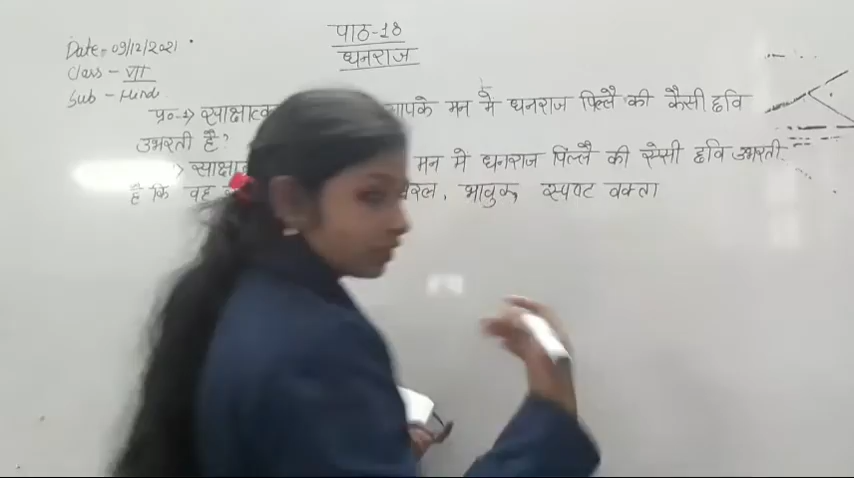 पाठ-18
धनराज
Date = 09/12/2021
Class - VII
Sub - Hindi
प्र०-> साक्षात्क आपके मन में धनराज पिल्लै की कैसी छवि
उभरती है?
-> साक्षात मन में धनराज पिल्लै की ऐसी छवि उभरती
है कि वह सरल, भावुक स्पष्ट वक्ता